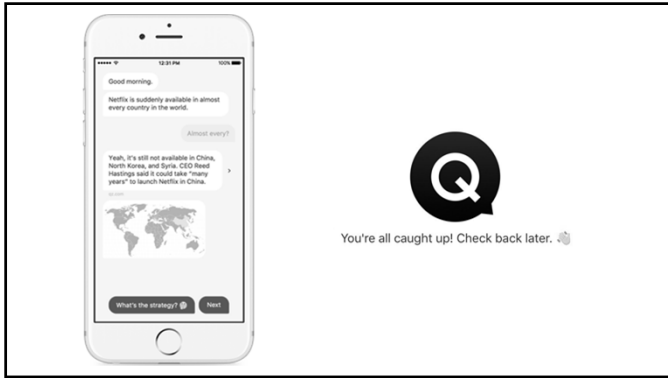 12:31 PM 100%
Good morning.
Netflix is suddenly available in almost
every country in the world.
Almost every?
Yeah, it's still not available in China,
North Korea, and Syria. CEO Reed
Hastings said it could take "many
years" to launch Netflix in China.
What's the strategy? Next
Q
You're all caught up! Check back later.